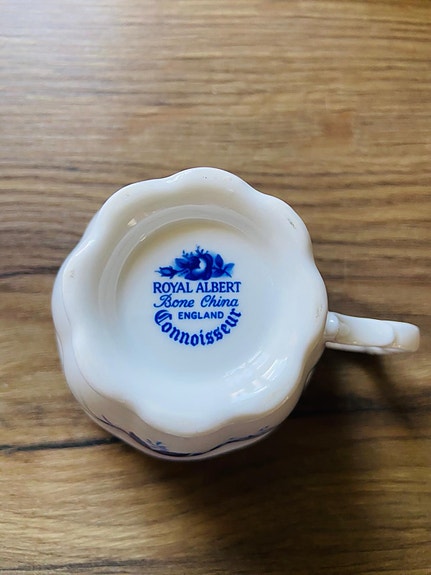 ROYAL ALBERT
Bone China
ENGLAND
Connoisseur